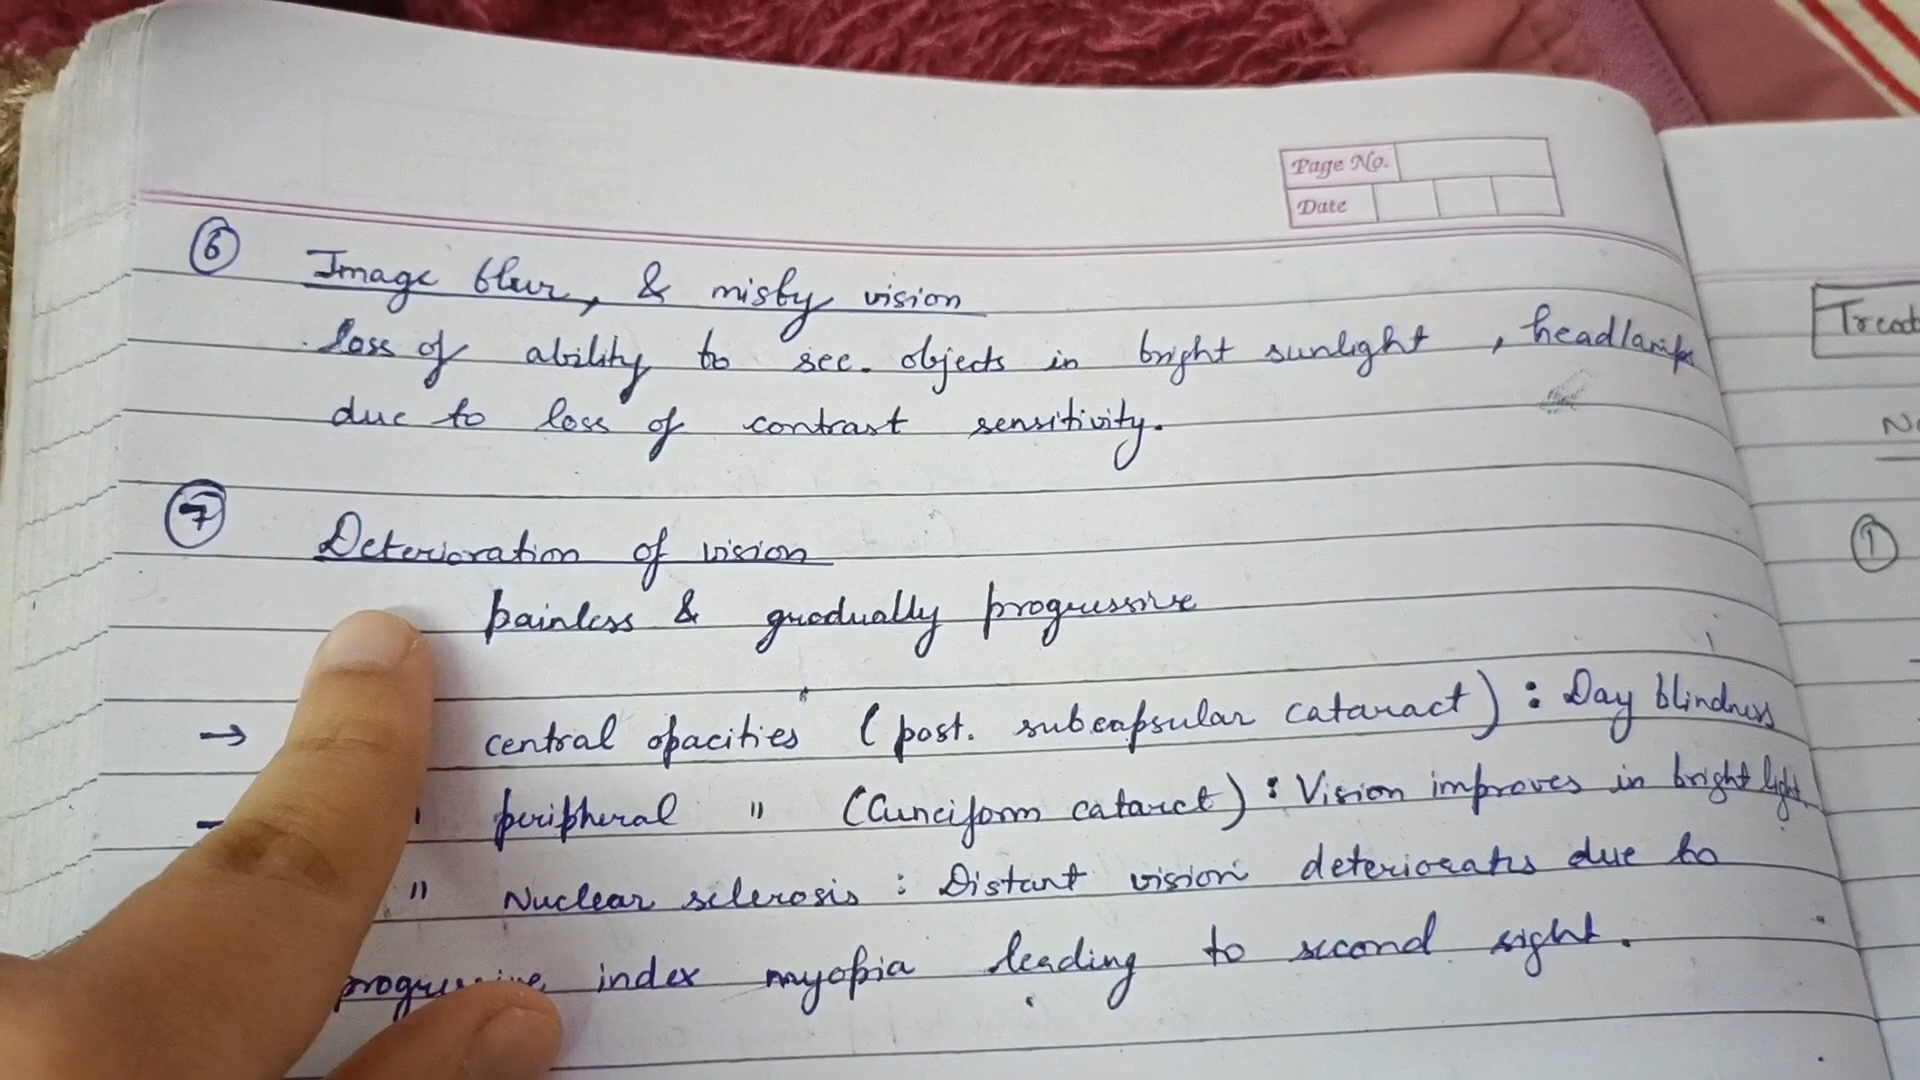 Page No.
Date
⑥ Image blur, & misty vision
loss of ability to see. objects in bright sunlight, headlamps
due to loss of contrast sensitivity.
⑦ Deterioration of vision
painless & gradually progressive
→ central opacities (post. subcapsular cataract) : Day blindness
peripheral " (Cunciform catarct) : Vision improves in bright light
" Nuclear sclerosis : Distant vision deteriorates due to
progressive index myopia leading to second sight.
①